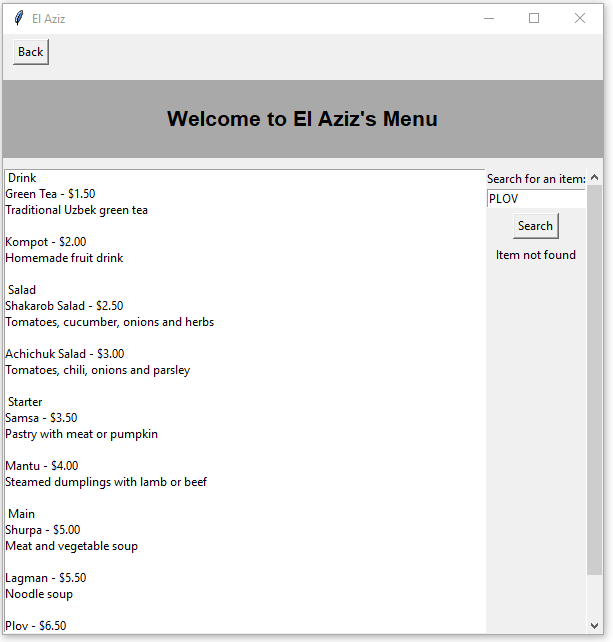 El Aziz
Back
Welcome to El Aziz's Menu
Drink
Green Tea - $1.50
Traditional Uzbek green tea
Kompot - $2.00
Homemade fruit drink
Salad
Shakarob Salad - $2.50
Tomatoes, cucumber, onions and herbs
Achichuk Salad - $3.00
Tomatoes, chili, onions and parsley
Starter
Samsa - $3.50
Pastry with meat or pumpkin
Mantu - $4.00
Steamed dumplings with lamb or beef
Main
Shurpa - $5.00
Meat and vegetable soup
Lagman - $5.50
Noodle soup
Plov - $6.50
Search for an item:
PLOV
Search
Item not found